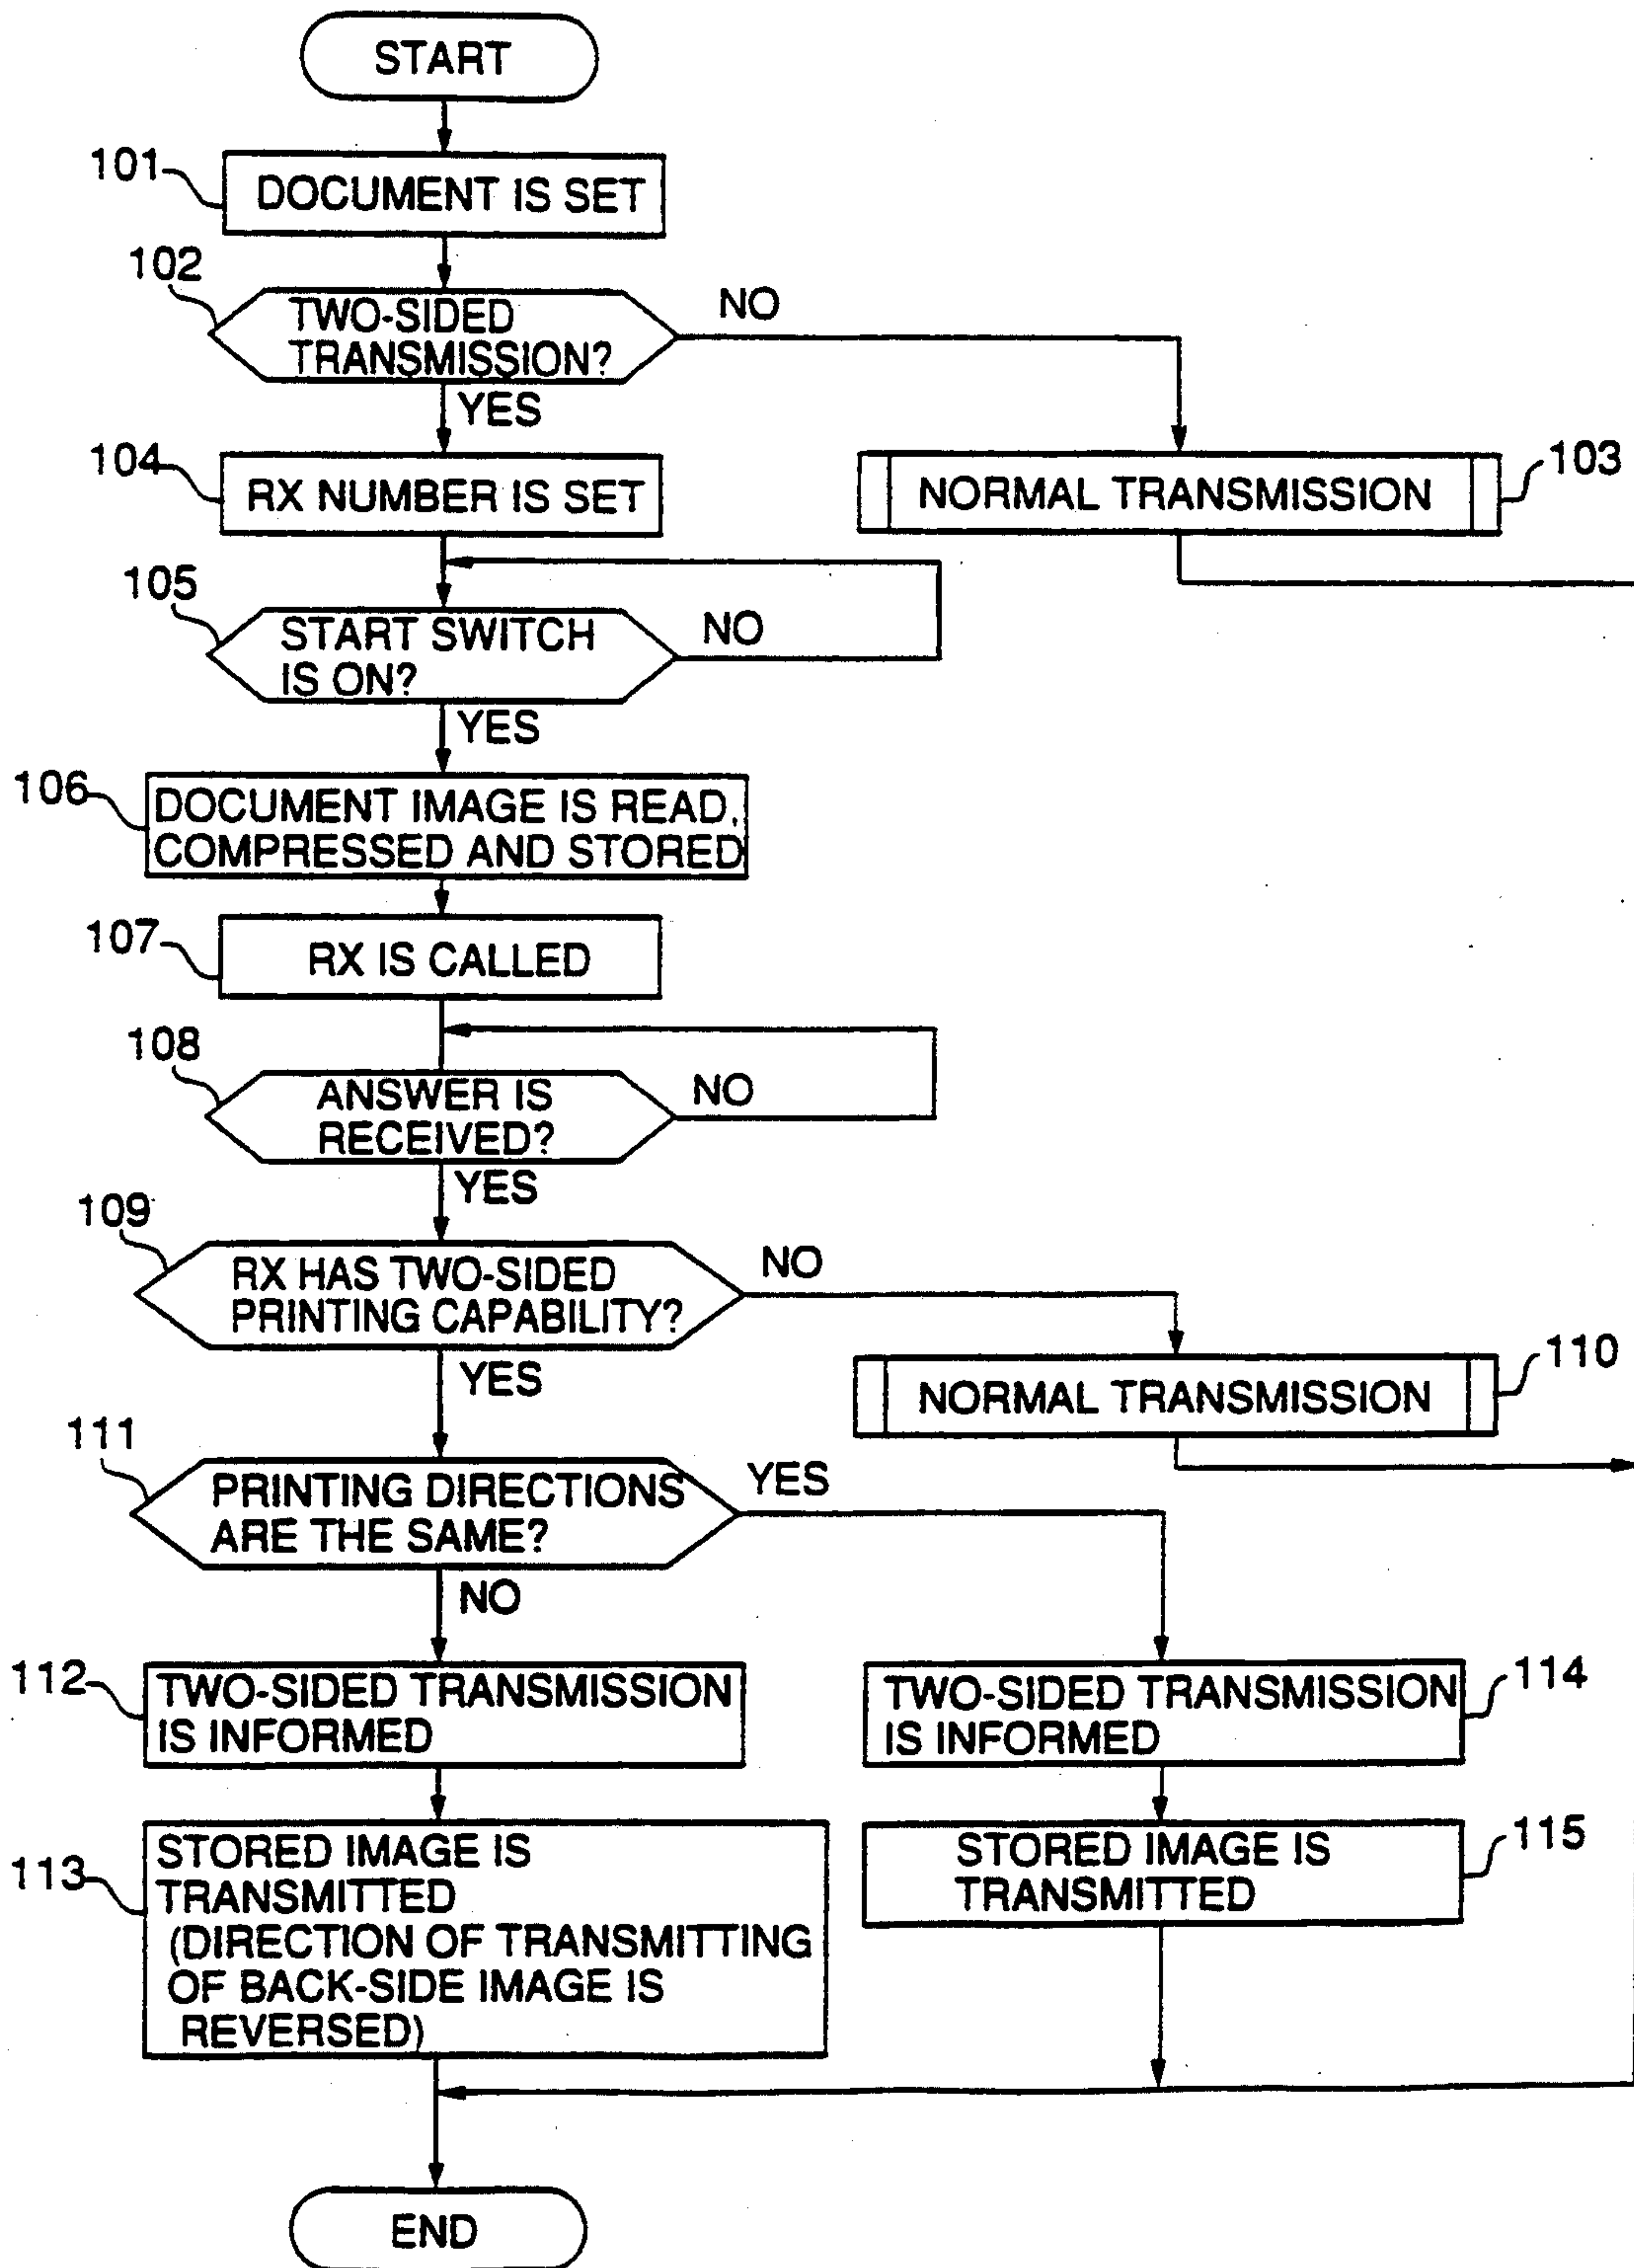 START
101
DOCUMENT IS SET
102
TWO-SIDED
TRANSMISSION?
NO
YES
104
RX NUMBER IS SET
NORMAL TRANSMISSION
103
105
START SWITCH
IS ON?
NO
YES
106
DOCUMENT IMAGE IS READ,
COMPRESSED AND STORED
107
RX IS CALLED
108
ANSWER IS
RECEIVED?
NO
YES
109
RX HAS TWO-SIDED
PRINTING CAPABILITY?
NO
YES
NORMAL TRANSMISSION
110
111
PRINTING DIRECTIONS
ARE THE SAME?
YES
NO
112
TWO-SIDED TRANSMISSION
IS INFORMED
TWO-SIDED TRANSMISSION
IS INFORMED
114
113
STORED IMAGE IS
TRANSMITTED
(DIRECTION OF TRANSMITTING
OF BACK-SIDE IMAGE IS
REVERSED)
STORED IMAGE IS
TRANSMITTED
115
END